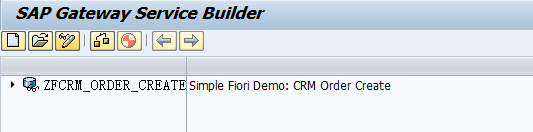 SAP Gateway Service Builder
ZFCRM_ORDER_CREATE Simple Fiori Demo: CRM Order Create